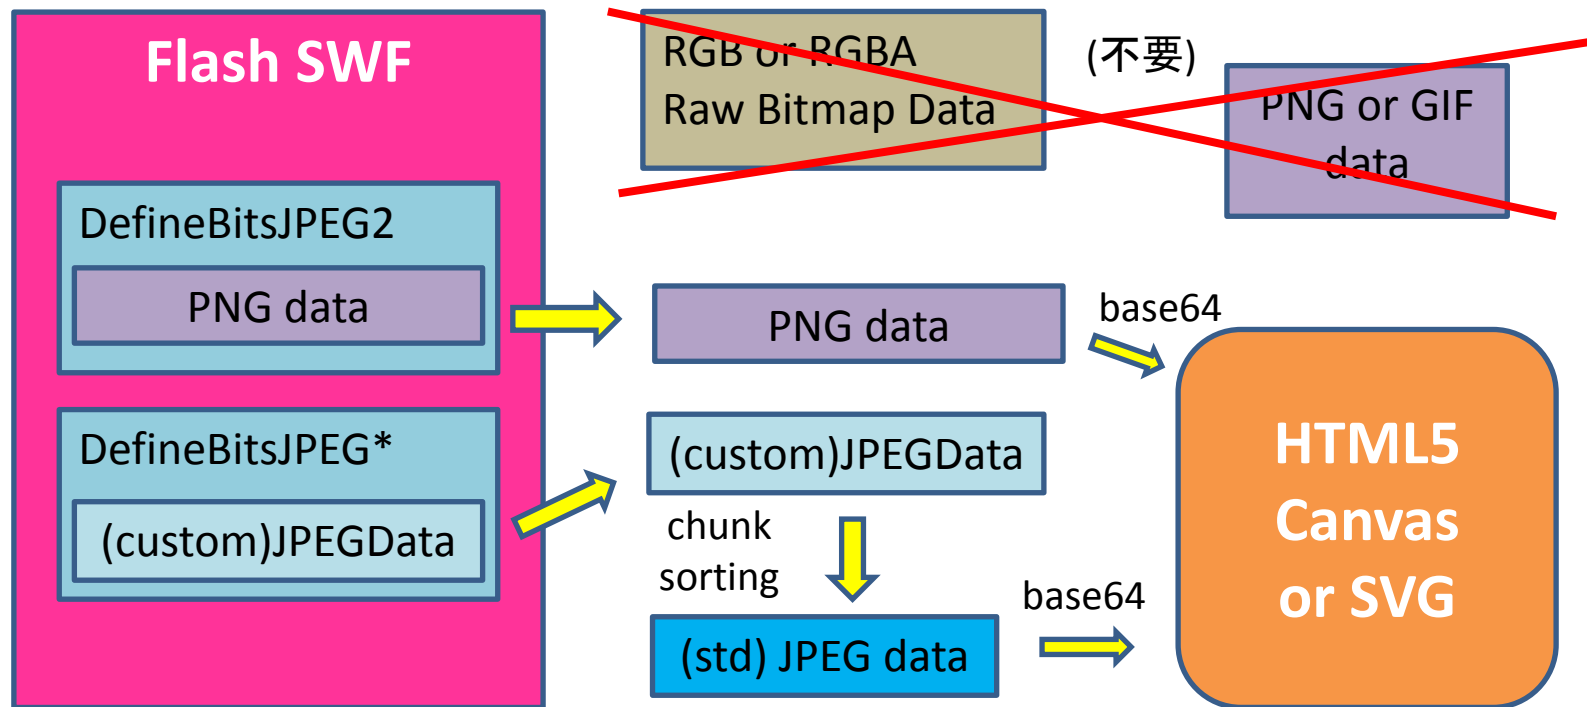 Flash SWF
DefineBitsJPEG2
PNG data
DefineBitsJPEG*
(custom)JPEGData
RGB or RGBA
Raw Bitmap Data
(不要)
PNG or GIF
data
PNG data
base64
(custom)JPEGData
chunk
sorting
(std) JPEG data
base64
HTML5
Canvas
or SVG